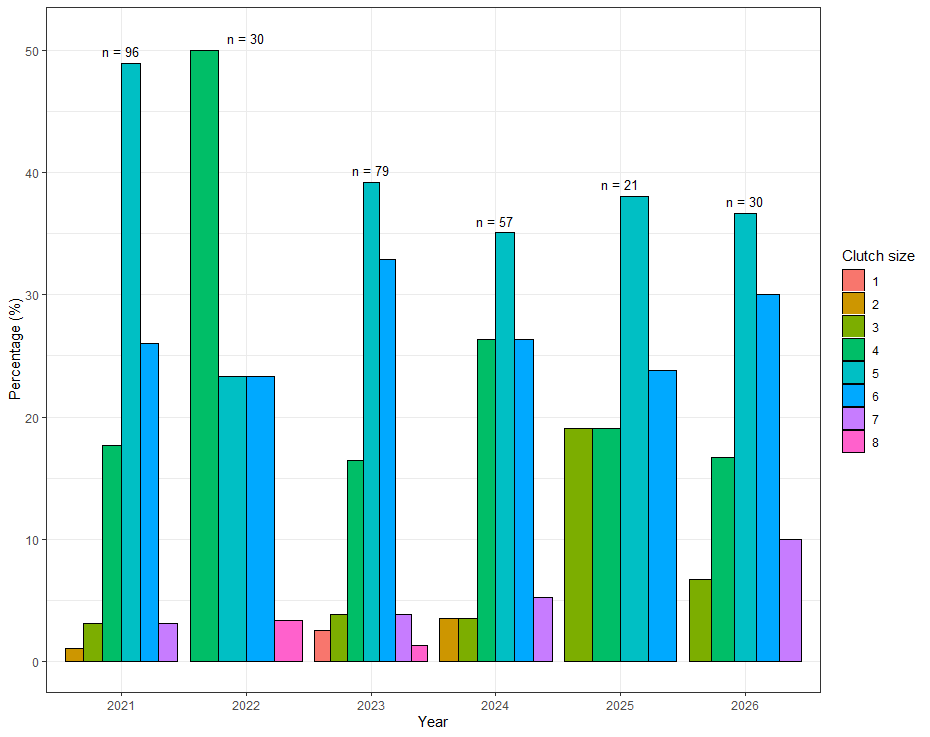 n = 96
n = 30
n = 79
n = 57
n = 21
n = 30
50
40
30
20
10
0
Percentage (%)
2021
2022
2023
2024
2025
2026
Year
Clutch size
1
2
3
4
5
6
7
8